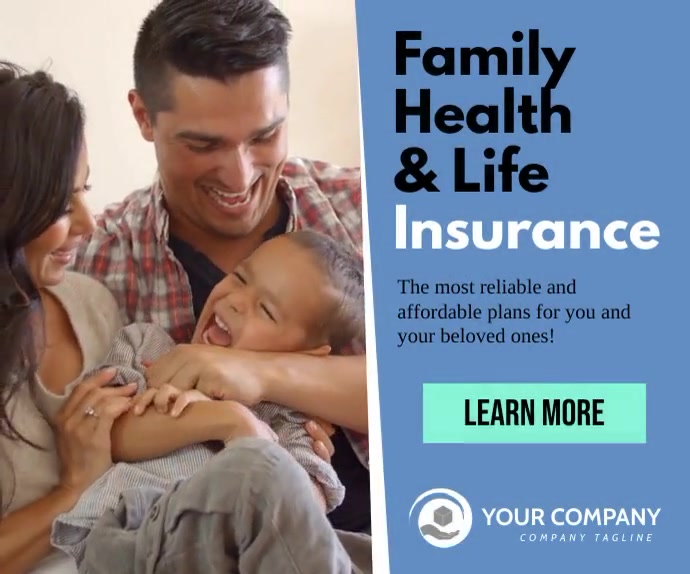 Family
Health
& Life
Insurance
The most reliable and
affordable plans for you and
your beloved ones!
LEARN MORE
YOUR COMPANY
COMPANY TAGLINE